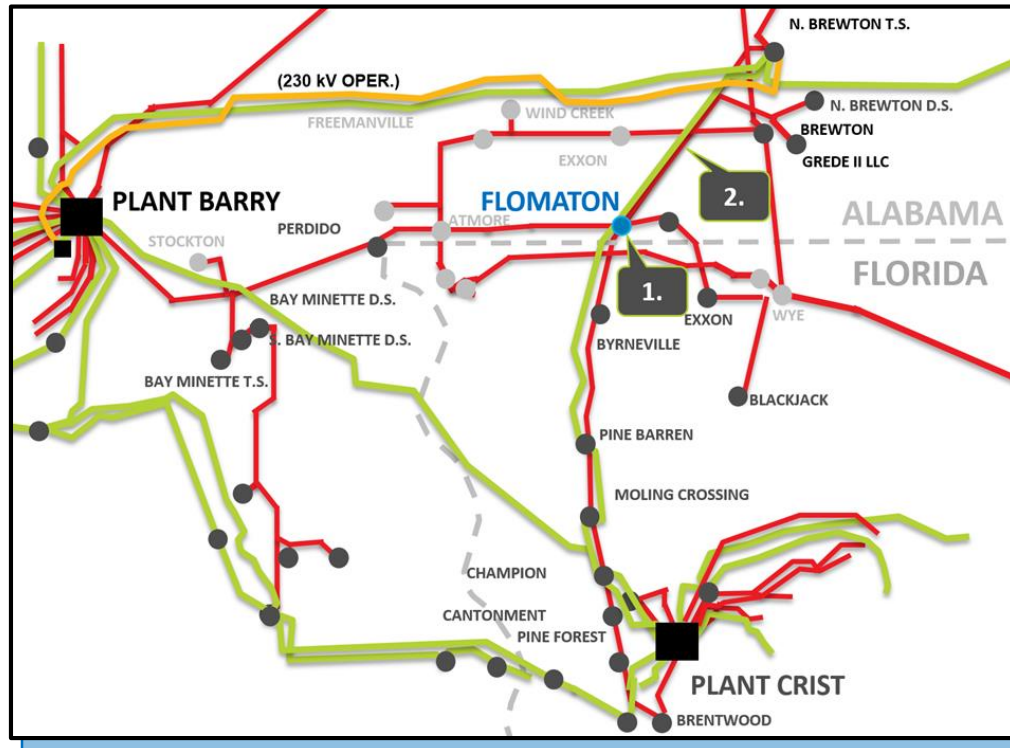 N. BREWTON T.S.
(230 kV OPER.)
WIND CREEK
N. BREWTON D.S.
FREEMANVILLE
BREWTON
EXXON
GREDE II LLC
2.
PLANT BARRY
FLOMATON
ALABAMA
ATMORE
PERDIDO
STOCKTON
FLORIDA
1.
BAY MINETTE D.S.
EXXON
WYE
S. BAY MINETTE D.S.
BYRNEVILLE
BAY MINETTE T.S.
BLACKJACK
PINE BARREN
MOLING CROSSING
CHAMPION
CANTONMENT
PINE FOREST
PLANT CRIST
BRENTWOOD